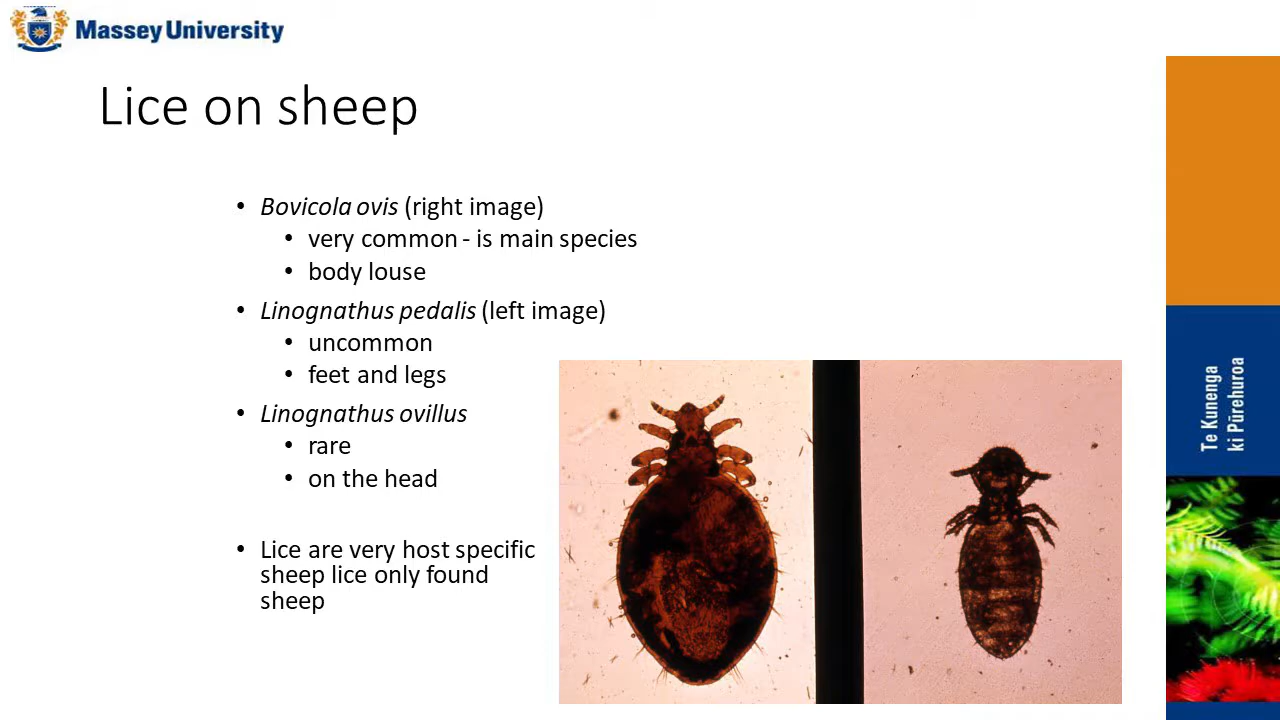 Massey University
Lice on sheep
• Bovicola ovis (right image)
• very common - is main species
• body louse
• Linognathus pedalis (left image)
• uncommon
• feet and legs
• Linognathus ovillus
• rare
• on the head
• Lice are very host specific
sheep lice only found
sheep
Te Kunenga
ki Pūrehuroa